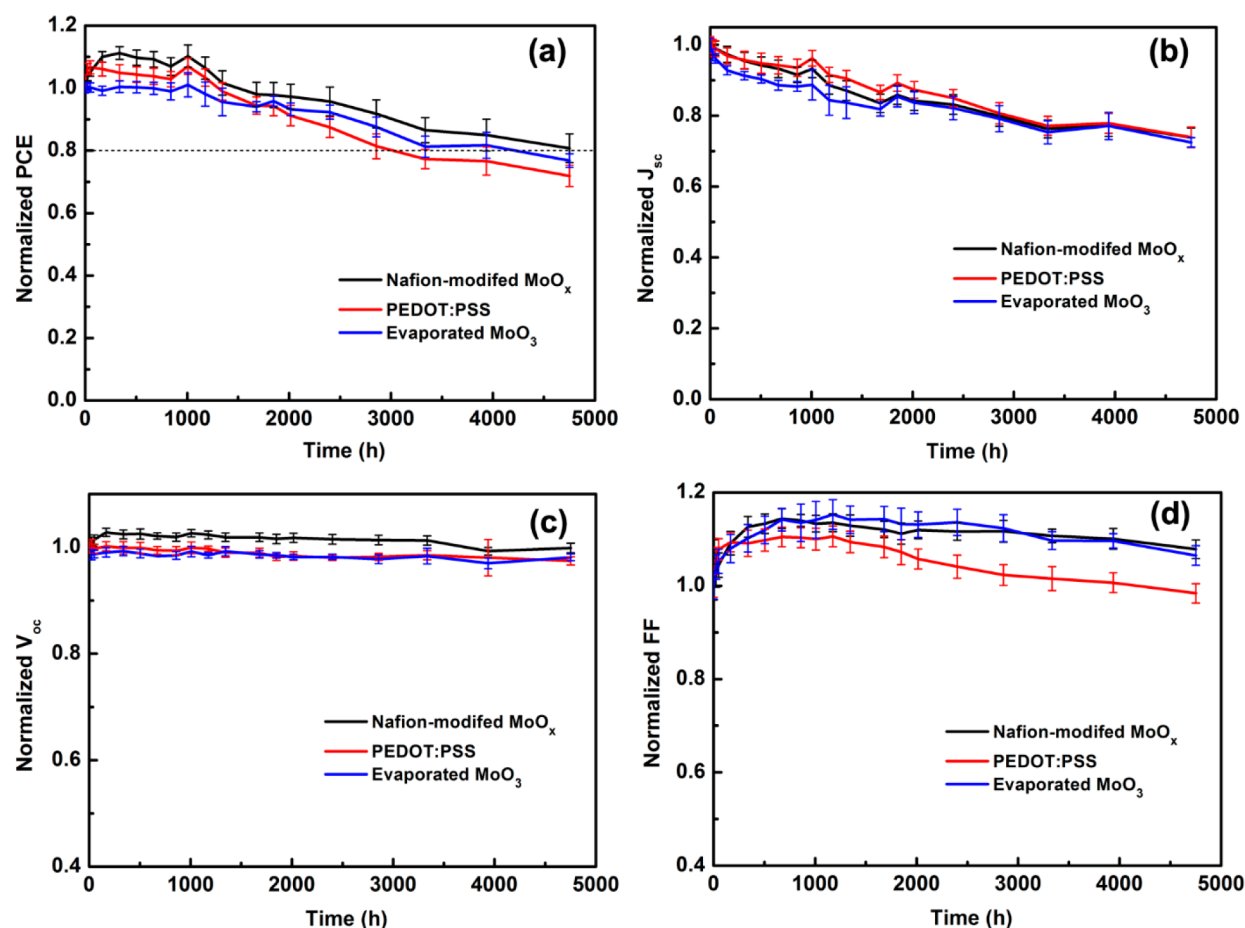 (a)
Normalized PCE
1.2
1.0
0.8
0.6
0.4
0.2
0.0
Nafion-modifed MoOx
PEDOT:PSS
Evaporated MoO3
0 1000 2000 3000 4000 5000
Time (h)
(b)
Normalized Jsc
1.0
0.8
0.6
0.4
0.2
0.0
Nafion-modifed MoOx
PEDOT:PSS
Evaporated MoO3
0 1000 2000 3000 4000 5000
Time (h)
(c)
Normalized Voc
1.0
0.8
0.6
0.4
Nafion-modifed MoOx
PEDOT:PSS
Evaporated MoO3
0 1000 2000 3000 4000 5000
Time (h)
(d)
Normalized FF
1.2
1.0
0.8
0.6
0.4
Nafion-modifed MoOx
PEDOT:PSS
Evaporated MoO3
0 1000 2000 3000 4000 5000
Time (h)